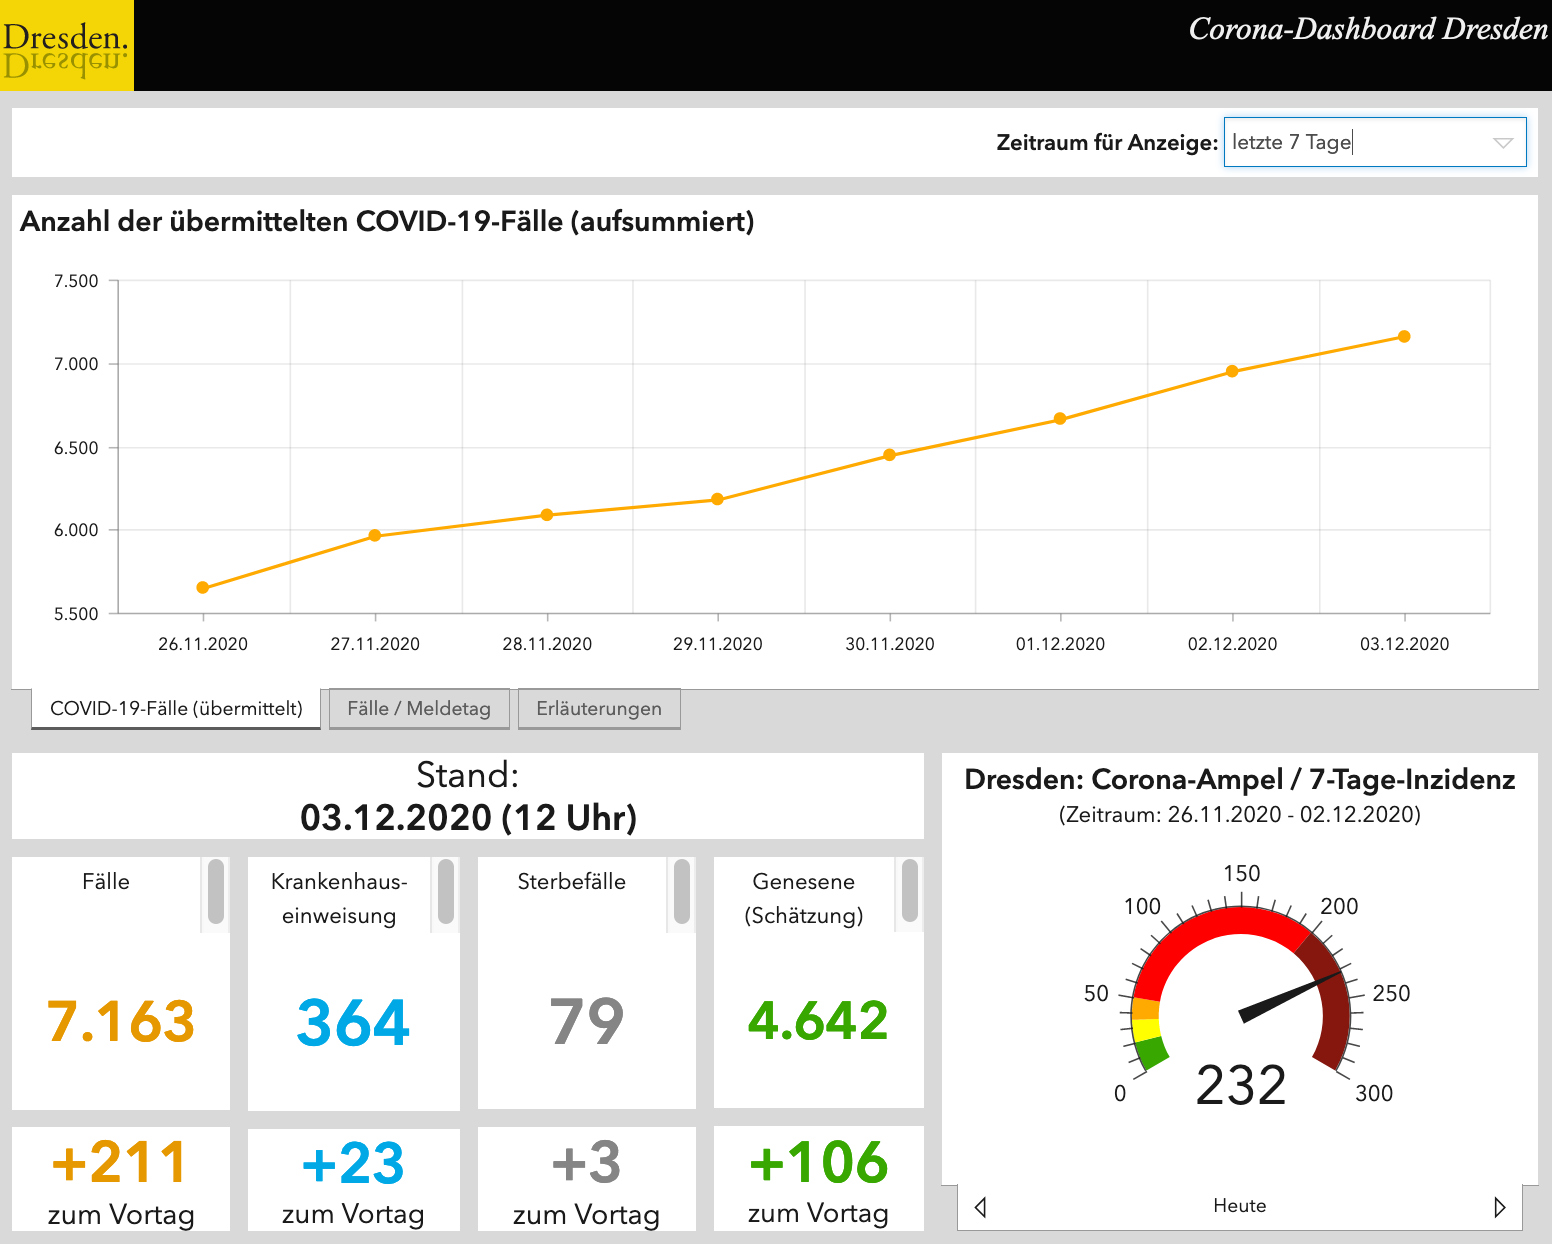 Dresden.
Dresden.
Corona-Dashboard Dresden
Zeitraum für Anzeige:
letzte 7 Tage
Anzahl der übermittelten COVID-19-Fälle (aufsummiert)
7.500
7.000
6.500
6.000
5.500
26.11.2020
27.11.2020
28.11.2020
29.11.2020
30.11.2020
01.12.2020
02.12.2020
03.12.2020
COVID-19-Fälle (übermittelt)
Fälle / Meldetag
Erläuterungen
Stand:
03.12.2020 (12 Uhr)
Fälle
7.163
+211
zum Vortag
Krankenhaus-
einweisung
364
+23
zum Vortag
Sterbefälle
79
+3
zum Vortag
Genesene
(Schätzung)
4.642
+106
zum Vortag
Dresden: Corona-Ampel / 7-Tage-Inzidenz
(Zeitraum: 26.11.2020 - 02.12.2020)
0
50
100
150
200
250
300
232
Heute